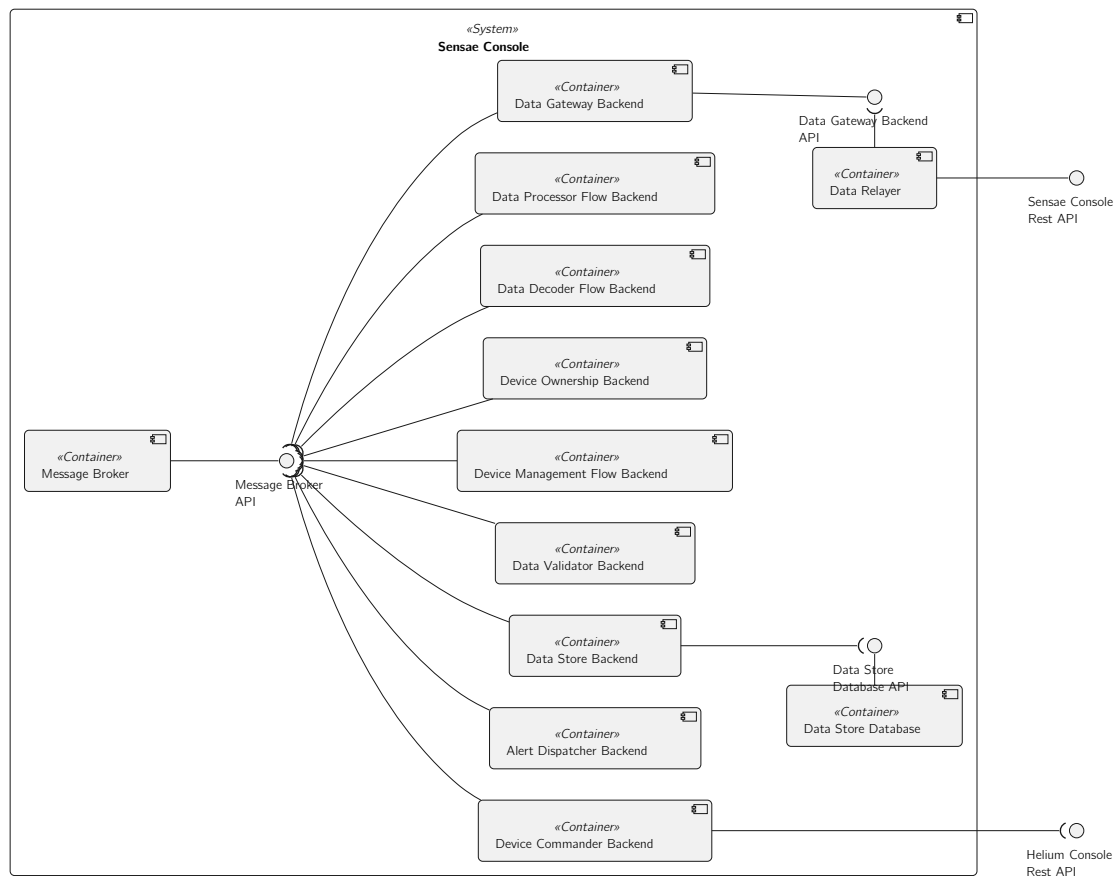 «System»
Sensae Console
«Container»
Data Gateway Backend
Data Gateway Backend
API
«Container»
Data Processor Flow Backend
«Container»
Data Relayer
Sensae Console
Rest API
«Container»
Data Decoder Flow Backend
«Container»
Device Ownership Backend
«Container»
Message Broker
Message Broker
API
«Container»
Device Management Flow Backend
«Container»
Data Validator Backend
«Container»
Data Store Backend
Data Store
Database API
«Container»
Data Store Database
«Container»
Alert Dispatcher Backend
«Container»
Device Commander Backend
Helium Console
Rest API